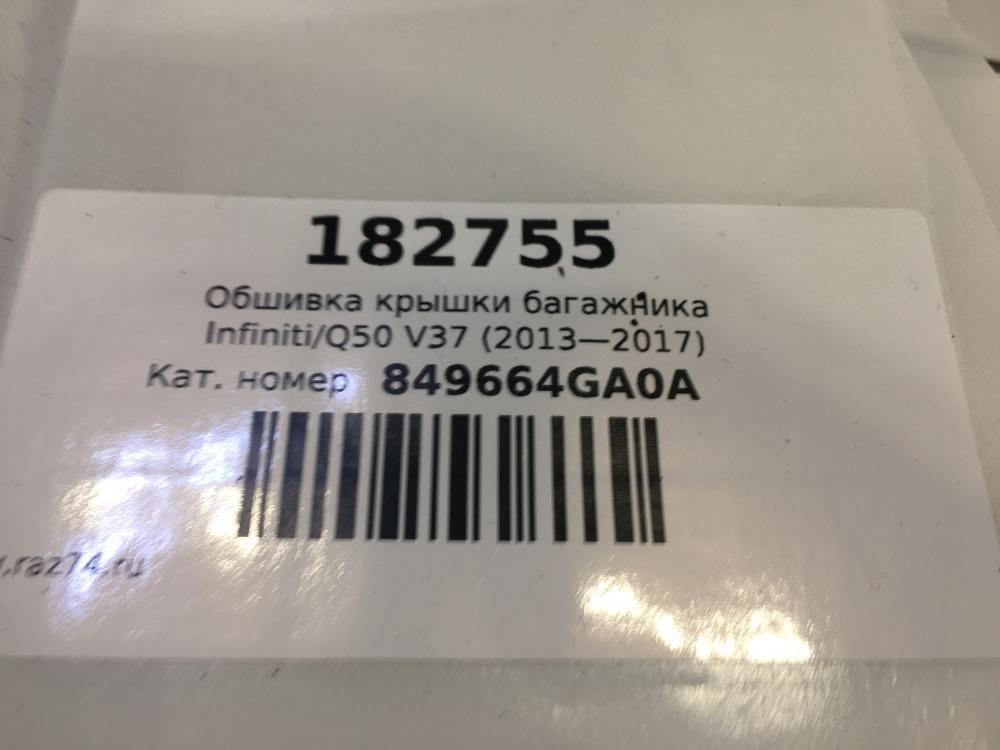 182755
Обшивка крышки багажника
Infiniti/Q50 V37 (2013—2017)
Кат. номер 849664GA0A
.raz74.ru